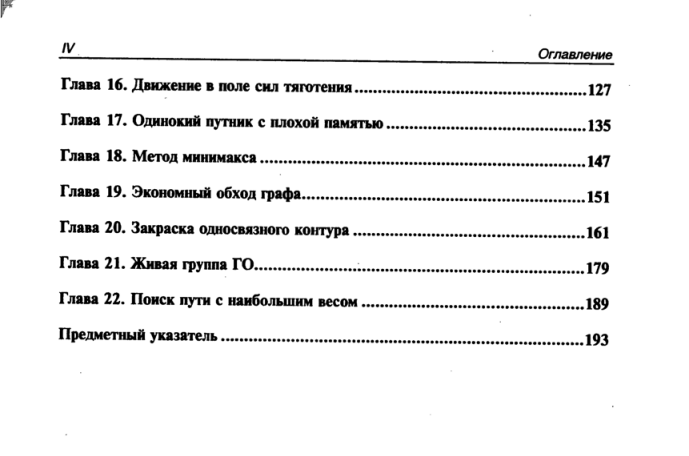 IV
Оглавление
Глава 16. Движение в поле сил тяготения....................................................127
Глава 17. Одинокий путник с плохой памятью.............................................135
Глава 18. Метод минимакса.........................................................................147
Глава 19. Экономный обход графа................................................................151
Глава 20. Закраска односвязного контура....................................................161
Глава 21. Живая группа ГО..........................................................................179
Глава 22. Поиск пути с наибольшим весом...................................................189
Предметный указатель.................................................................................193